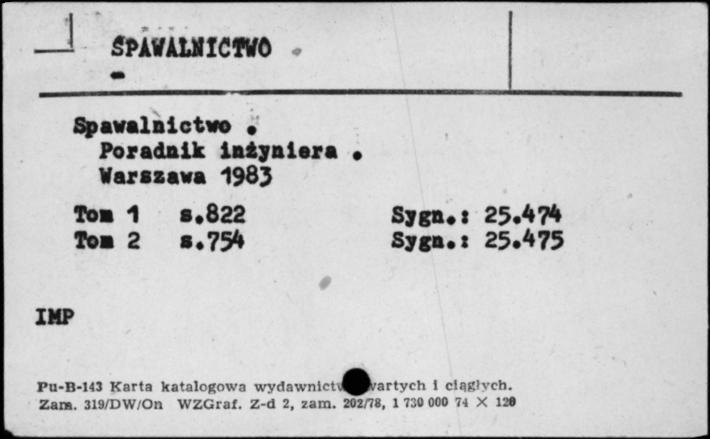 SPAWALNICTWO
Spawalnictwo .
Poradnik inżyniera .
Warszawa 1983
Tom 1 s.822 Sygn.: 25.474
Tom 2 s.754 Sygn.: 25.475
IMP
Pu-B-143 Karta katalogowa wydawnictw zwartych i ciągłych.
Zam. 319/DW/On WZGraf. Z-d 2, zam. 202/78, 1 730 000 74 X 120